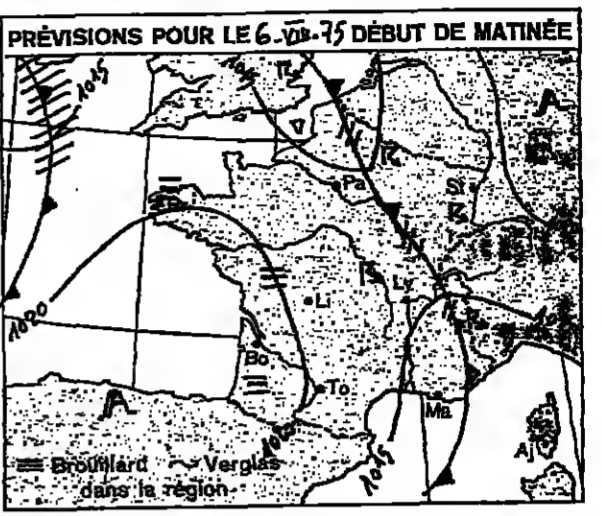 PRÉVISIONS POUR LE 6-VIII-75 DÉBUT DE MATINÉE
1015
1015
A
Pa
St
1020
Li
Ly
Bo
To
A
Ma
1015
Aj
Brouillard Verglas
dans la région